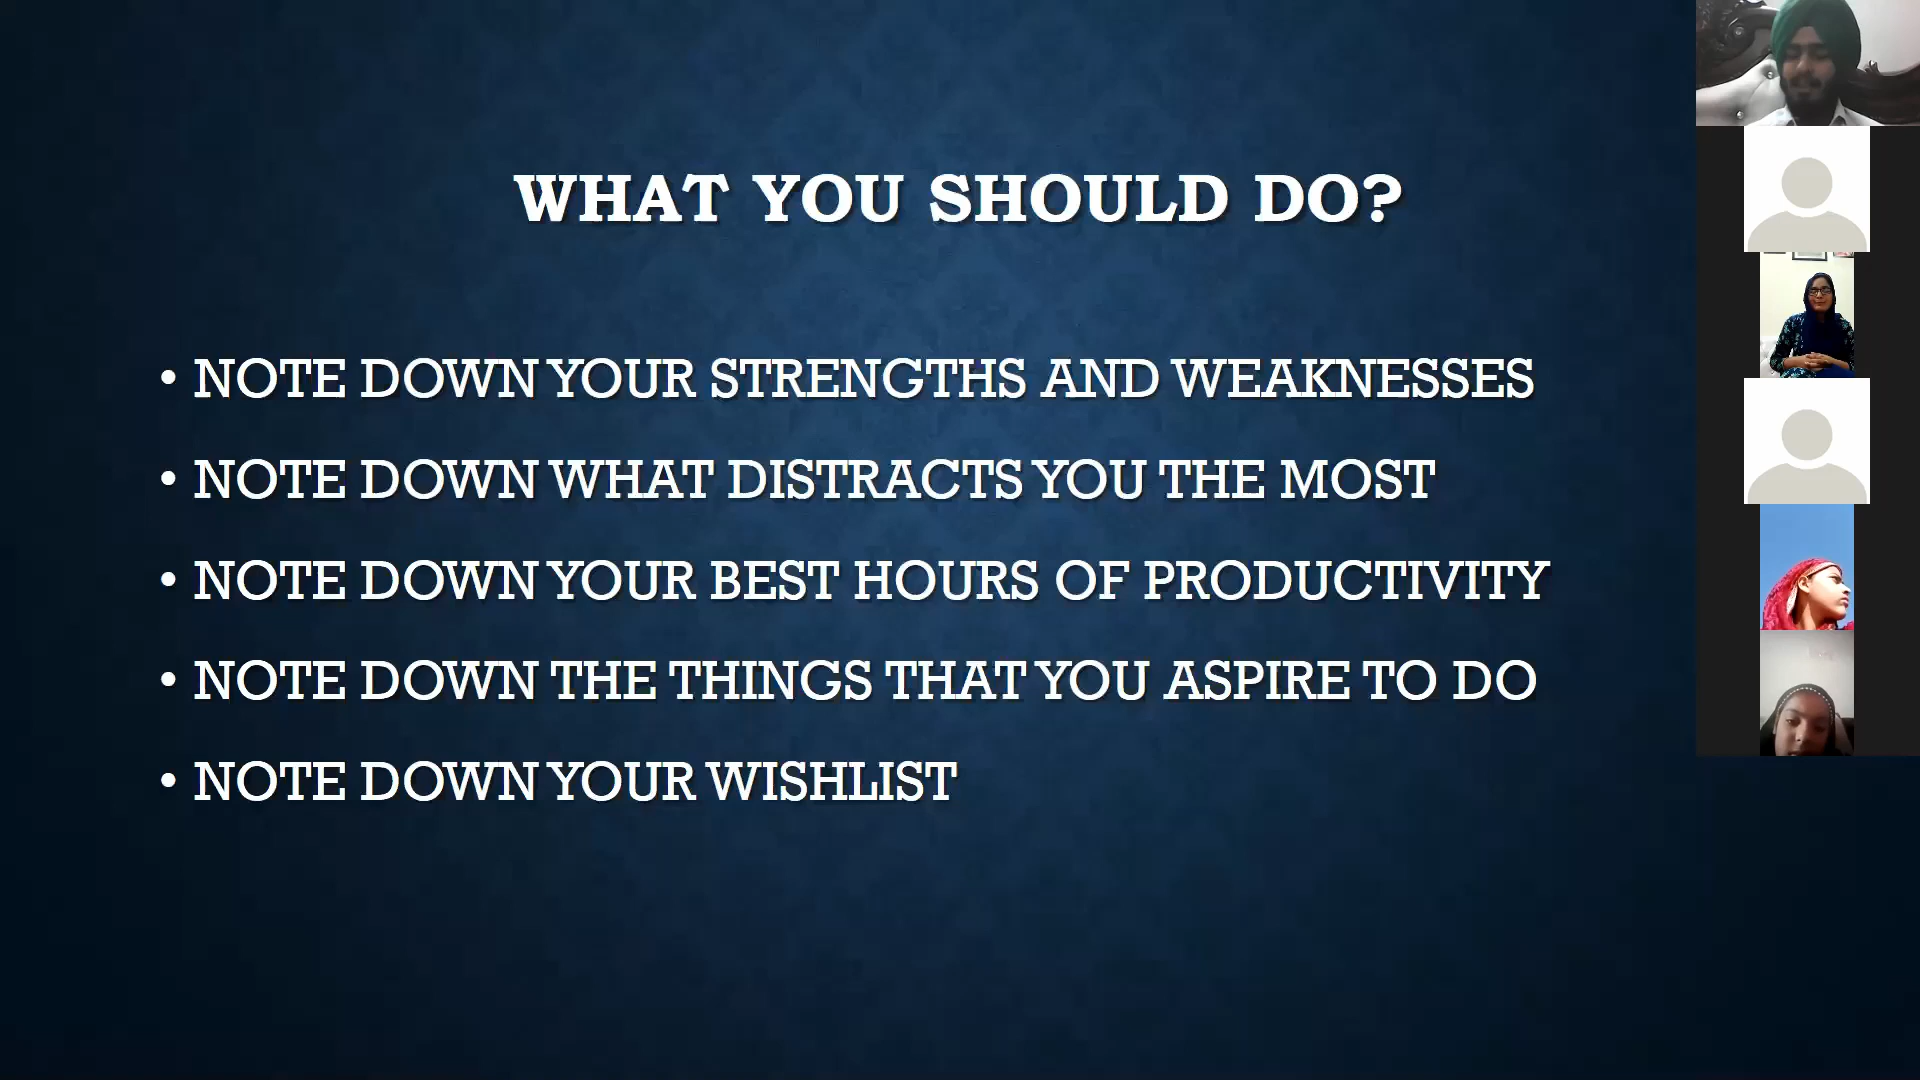 WHAT YOU SHOULD DO?
• NOTE DOWN YOUR STRENGTHS AND WEAKNESSES
• NOTE DOWN WHAT DISTRACTS YOU THE MOST
• NOTE DOWN YOUR BEST HOURS OF PRODUCTIVITY
• NOTE DOWN THE THINGS THAT YOU ASPIRE TO DO
• NOTE DOWN YOUR WISHLIST